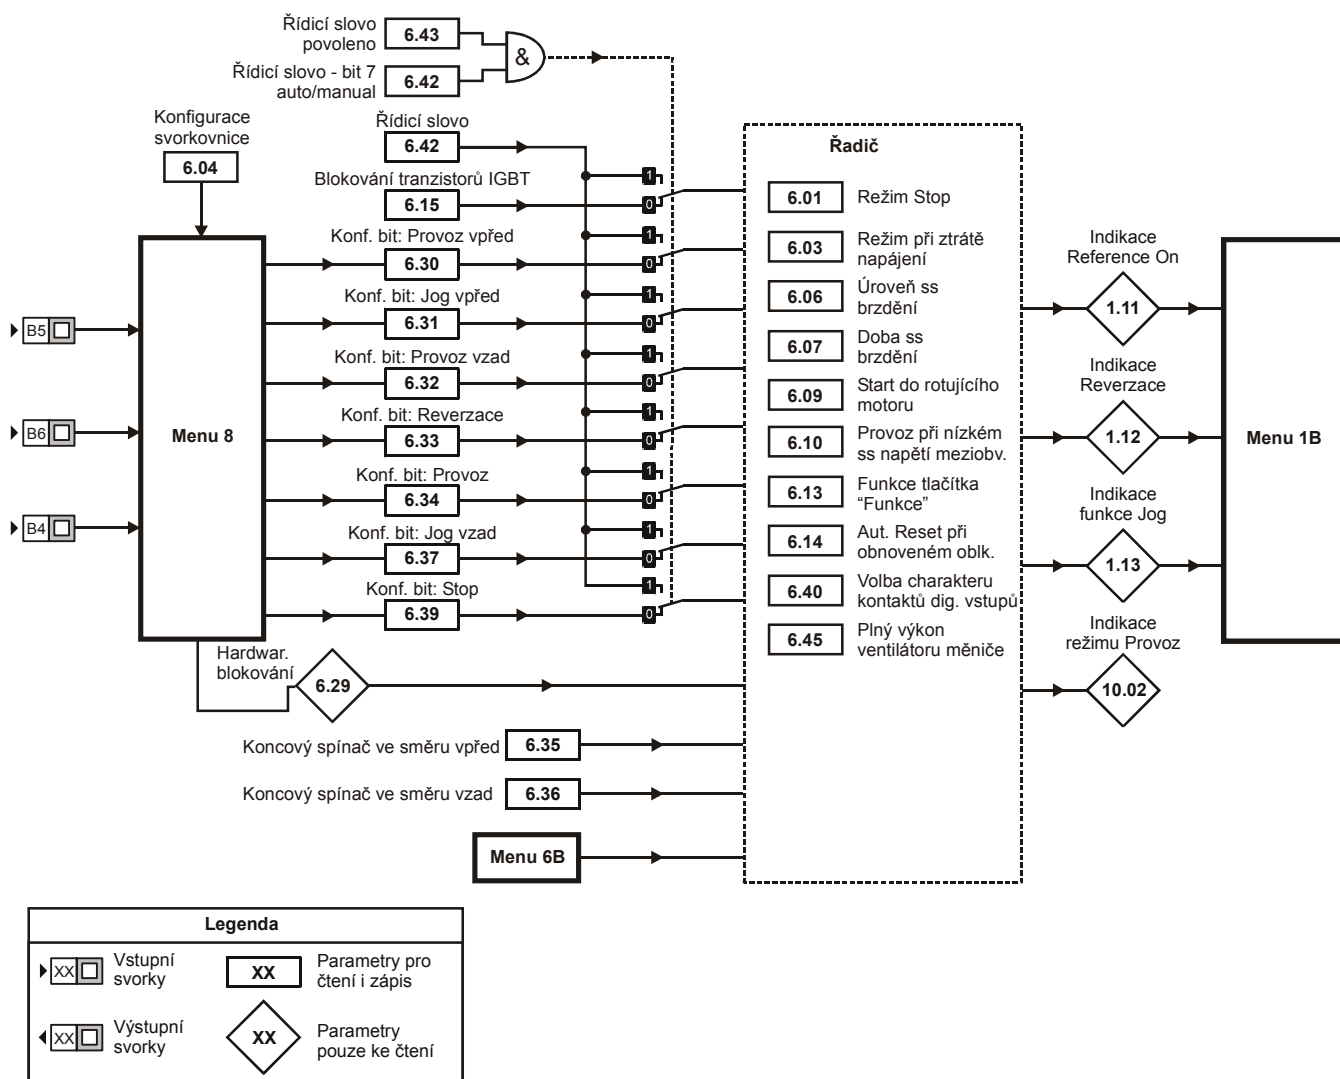 Řídicí slovo
povoleno
6.43
&
Řídicí slovo - bit 7
auto/manual
6.42
Konfigurace
svorkovnice
6.04
Řídicí slovo
6.42
Blokování tranzistorů IGBT
6.15
1
0
Konf. bit: Provoz vpřed
6.30
1
0
Konf. bit: Jog vpřed
6.31
1
0
Konf. bit: Provoz vzad
6.32
1
0
Konf. bit: Reverzace
6.33
1
0
Konf. bit: Provoz
6.34
1
0
Konf. bit: Jog vzad
6.37
1
0
Konf. bit: Stop
6.39
1
0
B5
B6
B4
Menu 8
Hardwar.
blokování
6.29
Koncový spínač ve směru vpřed
6.35
Koncový spínač ve směru vzad
6.36
Menu 6B
Řadič
6.01 Režim Stop
6.03 Režim při ztrátě
napájení
6.06 Úroveň ss
brzdění
6.07 Doba ss
brzdění
6.09 Start do rotujícího
motoru
6.10 Provoz při nízkém
ss napětí meziobv.
6.13 Funkce tlačítka
“Funkce”
6.14 Aut. Reset při
obnoveném oblk.
6.40 Volba charakteru
kontaktů dig. vstupů
6.45 Plný výkon
ventilátoru měniče
Indikace
Reference On
1.11
Indikace
Reverzace
1.12
Indikace
funkce Jog
1.13
Indikace
režimu Provoz
10.02
Menu 1B
Legenda
XX
Vstupní
svorky
XX
Parametry pro
čtení i zápis
XX
Výstupní
svorky
XX
Parametry
pouze ke čtení